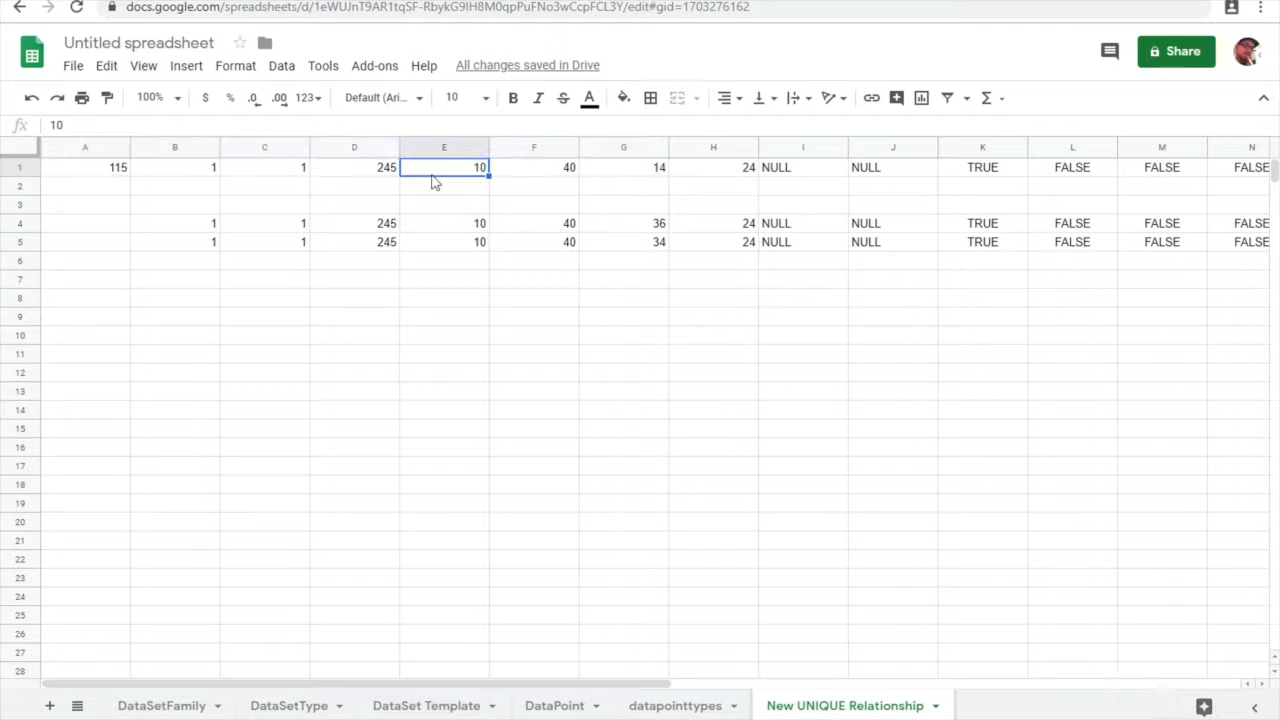 docs.google.com/spreadsheets/d/1eWUJnT9AR1tqSF-RbykG9IH8M0qpPuFNo3wCcpFCL3Y/edit#gid=1703276162
Untitled spreadsheet
File Edit View Insert Format Data Tools Add-ons Help All changes saved in Drive
Share
100% $ % .0 .00 123 Default (Ari... 10 B I S A Σ
fx 10
A B C D E F G H I J K L M N
1 115 1 1 245 10 40 14 24 NULL NULL TRUE FALSE FALSE FALSE
2
3
4 1 1 245 10 40 36 24 NULL NULL TRUE FALSE FALSE FALSE
5 1 1 245 10 40 34 24 NULL NULL TRUE FALSE FALSE FALSE
6
7
8
9
10
11
12
13
14
15
16
17
18
19
20
21
22
23
24
25
26
27
28
DataSetFamily DataSetType DataSet Template DataPoint datapointtypes New UNIQUE Relationship